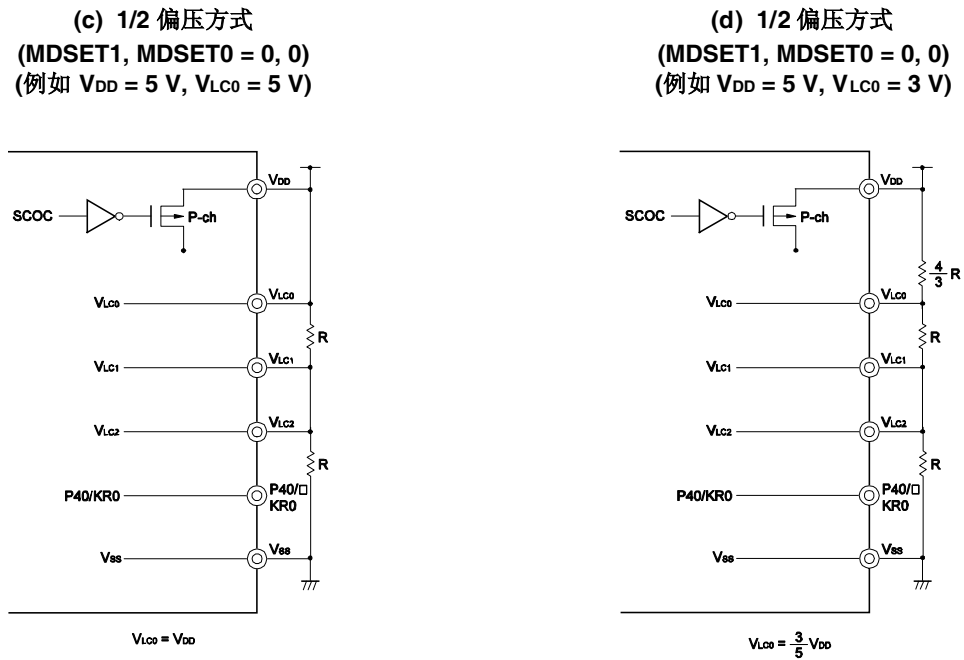 (c) 1/2 偏压方式
(MDSET1, MDSET0 = 0, 0)
(例如 VDD = 5 V, VLC0 = 5 V)
VDD
SCOC
P-ch
VLC0
VLC0
R
VLC1
VLC1
VLC2
VLC2
R
P40/KR0
P40/□
KR0
VSS
VSS
VLC0 = VDD
(d) 1/2 偏压方式
(MDSET1, MDSET0 = 0, 0)
(例如 VDD = 5 V, VLC0 = 3 V)
VDD
SCOC
P-ch
4/3 R
VLC0
VLC0
R
VLC1
VLC1
VLC2
VLC2
R
P40/KR0
P40/□
KR0
VSS
VSS
VLC0 = 3/5 VDD